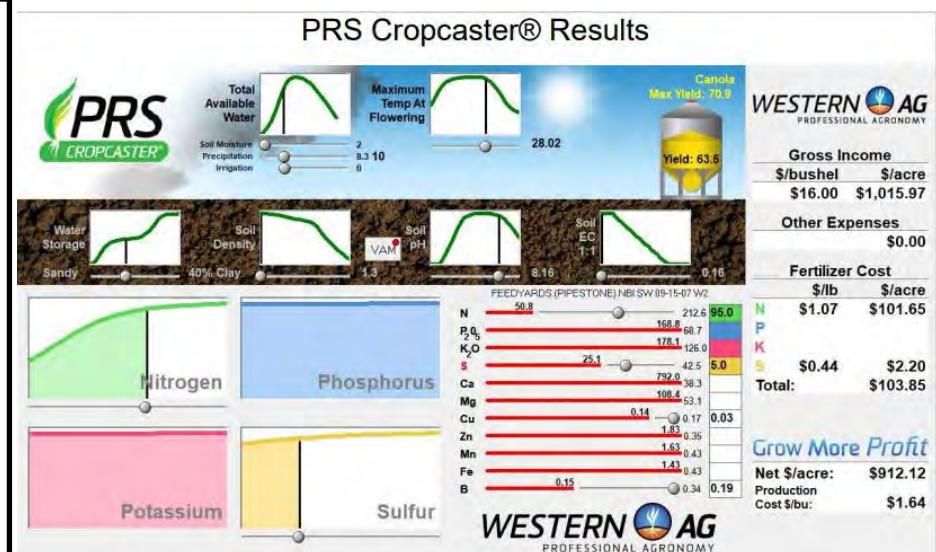 PRS Cropcaster® Results
PRS
CROPCASTER®
Total
Available
Water
Soil Moisture 2
Precipitation 8.3 10
Irrigation 0
Maximum
Temp At
Flowering
28.02
Canola
Max Yield: 70.9
Yield: 63.5
Water
Storage
Sandy 40% Clay
Soil
Density
1.3
VAM
Soil
pH
8.16
Soil
EC
1:1
0.16
Nitrogen
Phosphorus
Potassium
Sulfur
FEEDYARDS (PIPESTONE) NBI SW 09-15-07 W2
N 50.8 212.6 95.0
P2O5 168.8 68.7
K2O 178.1 126.0
S 25.1 42.5 5.0
Ca 792.0 38.3
Mg 108.4 53.1
Cu 0.14 0.17 0.03
Zn 1.83 0.35
Mn 1.63 0.43
Fe 1.43 0.43
B 0.15 0.34 0.19
WESTERN AG
PROFESSIONAL AGRONOMY
WESTERN AG
PROFESSIONAL AGRONOMY
Gross Income
$/bushel $/acre
$16.00 $1,015.97
Other Expenses
$0.00
Fertilizer Cost
$/lb $/acre
N $1.07 $101.65
P
K
S $0.44 $2.20
Total: $103.85
Grow More Profit
Net $/acre: $912.12
Production
Cost $/bu: $1.64